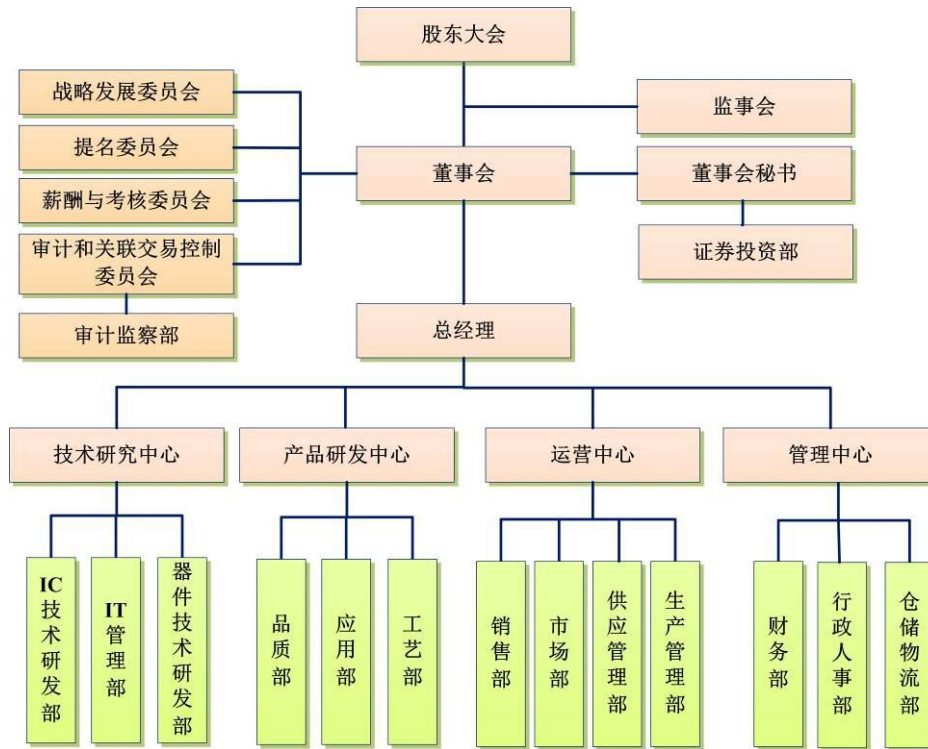 股东大会
战略发展委员会
监事会
提名委员会
董事会
董事会秘书
薪酬与考核委员会
审计和关联交易控制
委员会
证券投资部
审计监察部
总经理
技术研究中心
产品研发中心
运营中心
管理中心
IC技术研发部
IT管理部
器件技术研发部
品质部
应用部
工艺部
销售部
市场部
供应管理部
生产管理部
财务部
行政人事部
仓储物流部